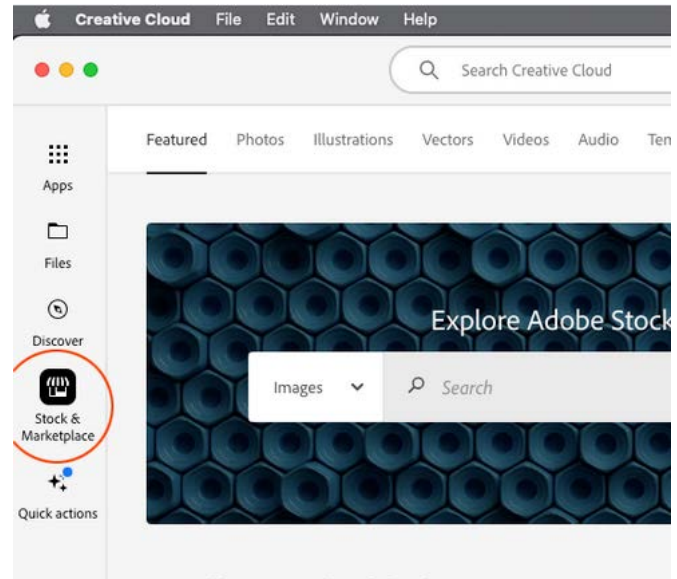 Creative Cloud File Edit Window Help
Search Creative Cloud
Featured Photos Illustrations Vectors Videos Audio
Apps
Files
Discover
Explore Adobe Stock
Images Search
Stock &
Marketplace
Quick actions